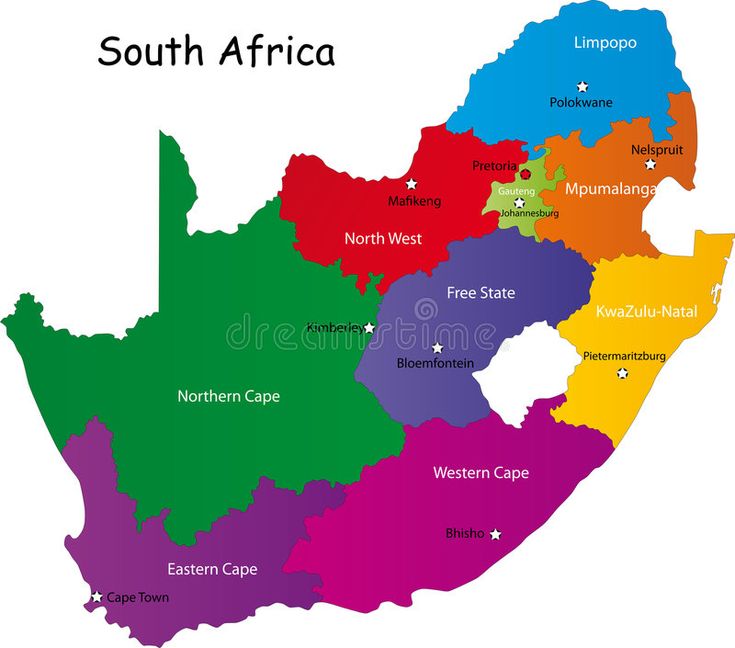 South Africa
Limpopo
Polokwane
Nelspruit
Pretoria
Mpumalanga
Gauteng
Mafikeng
Johannesburg
North West
Free State
KwaZulu-Natal
Kimberley
dreamstime
Pietermaritzburg
Bloemfontein
Northern Cape
Western Cape
Bhisho
Eastern Cape
Cape Town